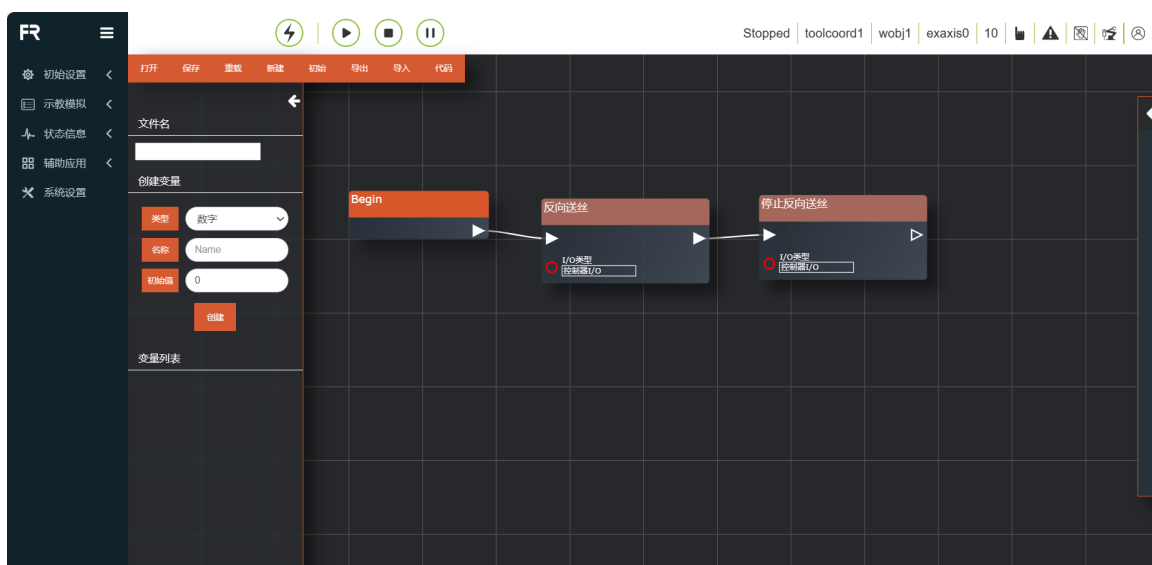 FR
Stopped toolcoord1 wobj1 exaxis0 10
初始设置
示教模拟
状态信息
辅助应用
系统设置
打开 保存 重载 新建 初始 导出 导入 代码
文件名
创建变量
类型 数字
名称 Name
初始值 0
创建
变量列表
Begin
反向送丝
I/O类型
控制器I/O
停止反向送丝
I/O类型
控制器I/O